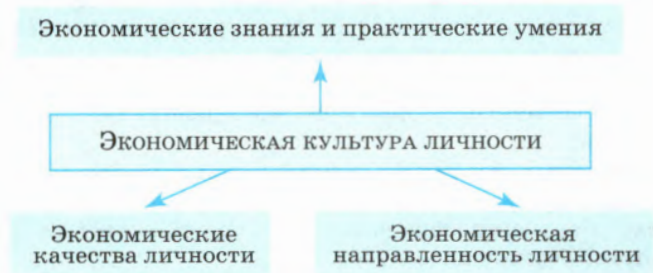 Экономические знания и практические умения
Экономическая культура личности
Экономические
качества личности
Экономическая
направленность личности